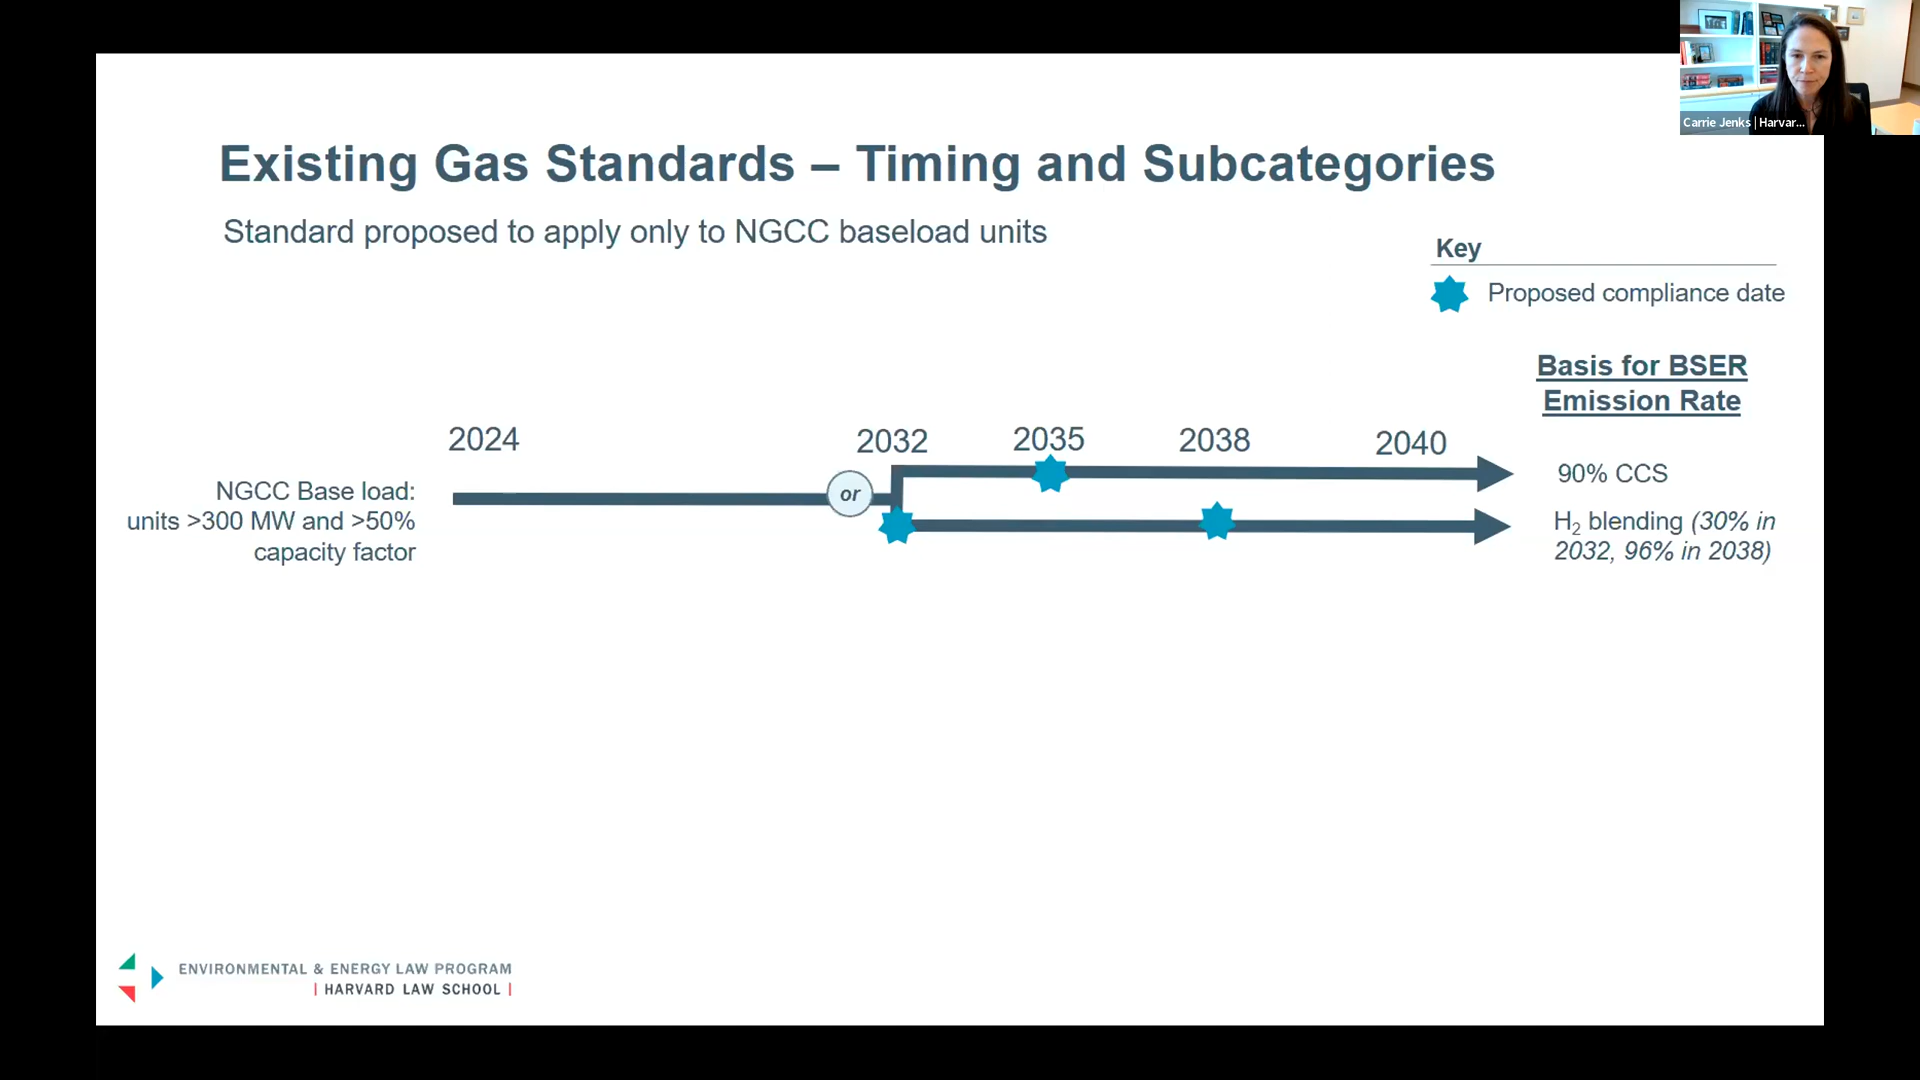 Carrie Jenks | Harvar...
Existing Gas Standards – Timing and Subcategories
Standard proposed to apply only to NGCC baseload units
Key
Proposed compliance date
Basis for BSER
Emission Rate
2024
2032
2035
2038
2040
NGCC Base load:
units >300 MW and >50%
capacity factor
or
90% CCS
H₂ blending (30% in
2032, 96% in 2038)
ENVIRONMENTAL & ENERGY LAW PROGRAM
| HARVARD LAW SCHOOL |